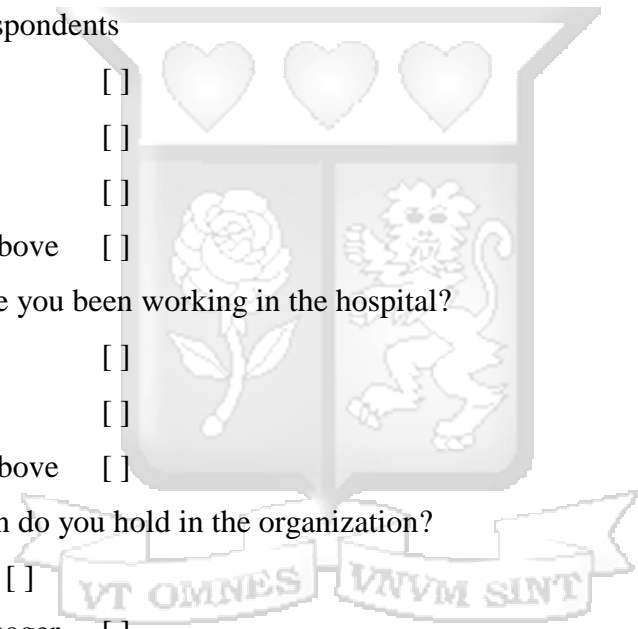 spondents
[ ]
[ ]
[ ]
bove [ ]
e you been working in the hospital?
[ ]
[ ]
bove [ ]
n do you hold in the organization?
[ ]
VT OMNES VNVM SINT
ager [ ]